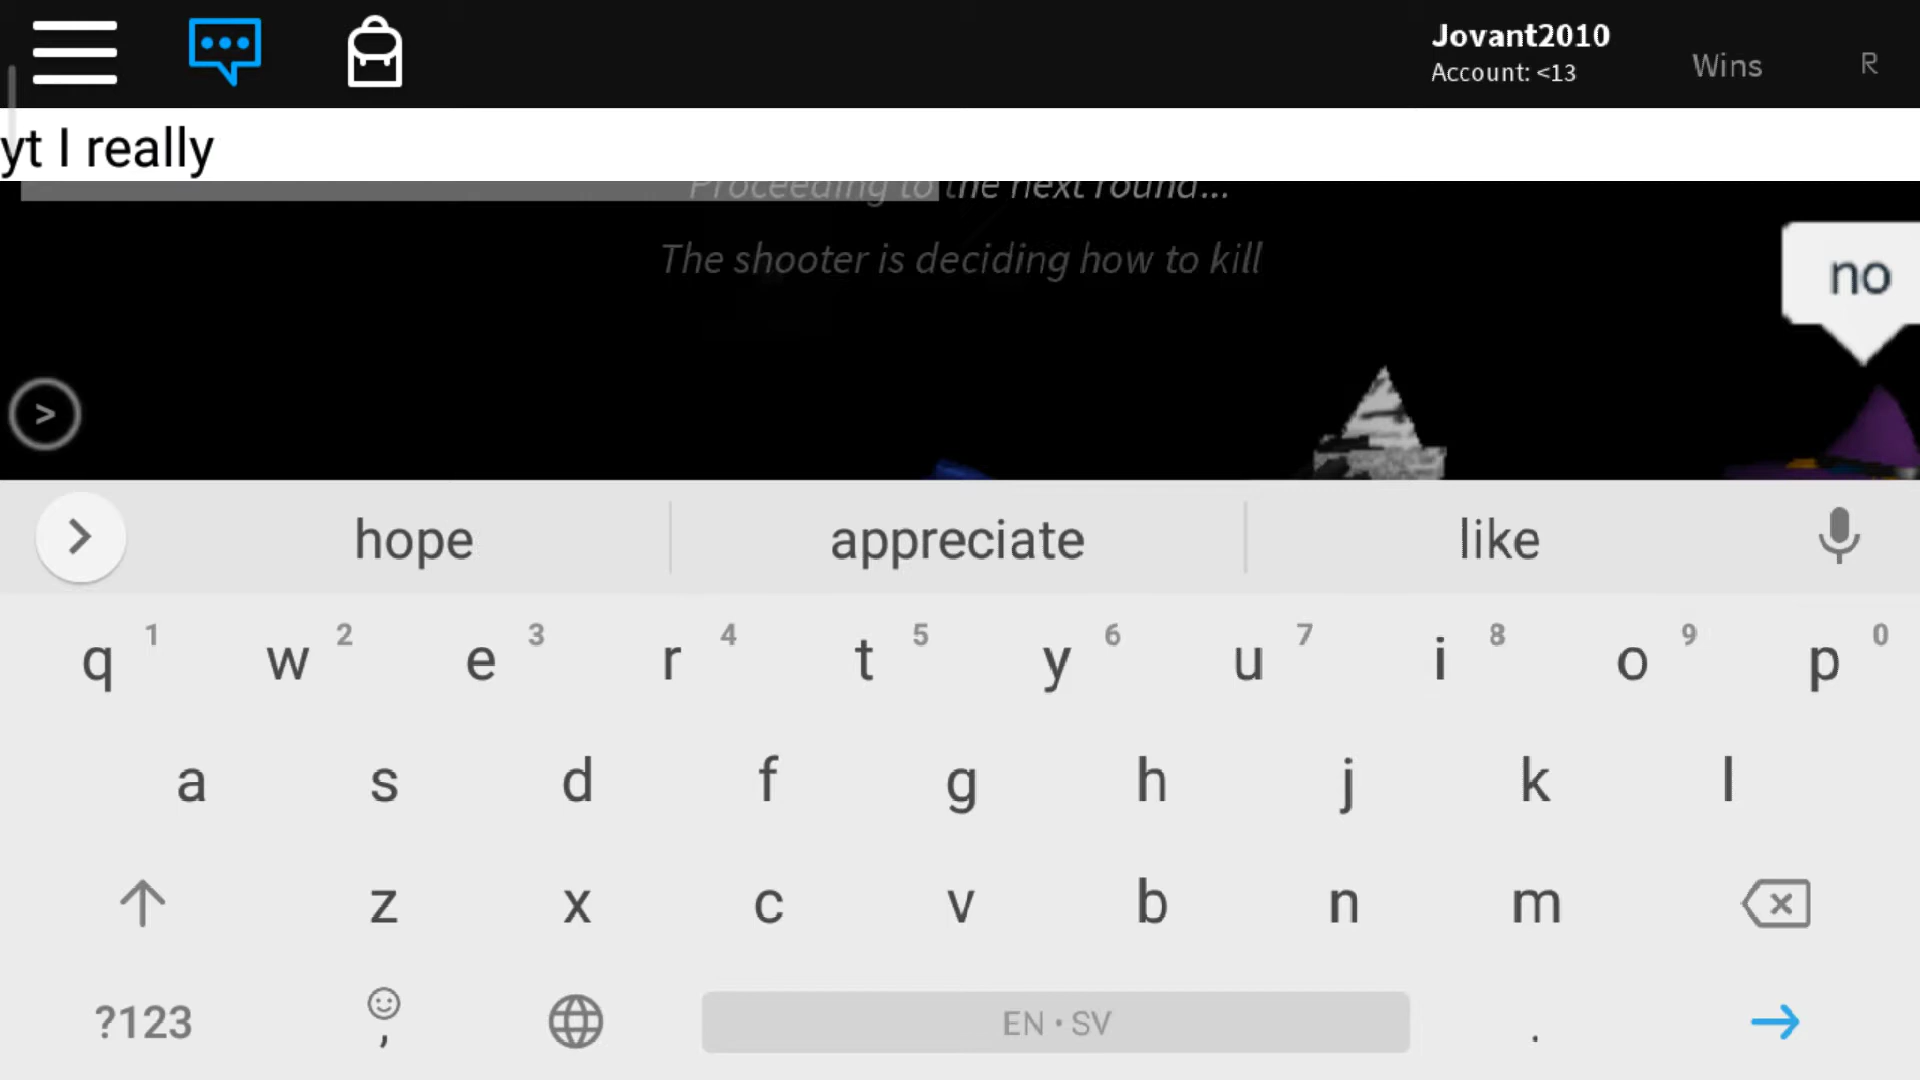 Jovant2010
Account: <13
Wins
R
yt I really
Proceeding to the next round...
The shooter is deciding how to kill
no
>
hope appreciate like
1 2 3 4 5 6 7 8 9 0
q w e r t y u i o p
a s d f g h j k l
z x c v b n m
?123 , EN • SV .